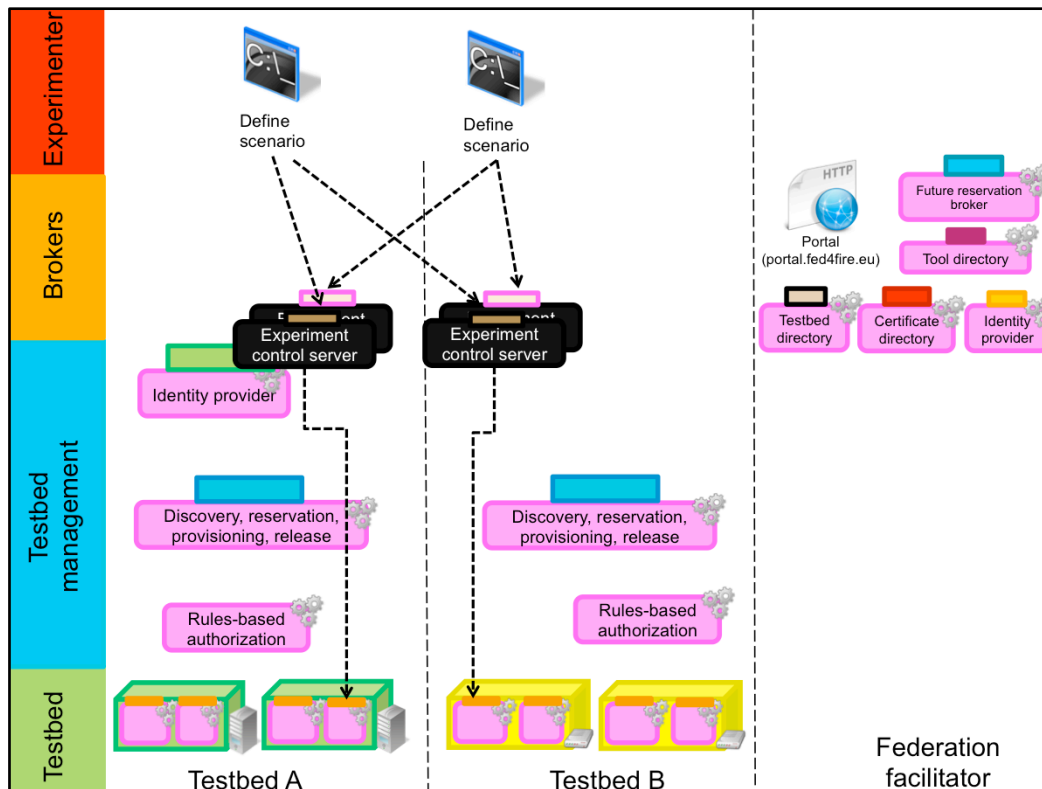 Experimenter
Brokers
Testbed
management
Testbed
C:\_
Define
scenario
C:\_
Define
scenario
Experiment
control server
Identity provider
Discovery, reservation,
provisioning, release
Rules-based
authorization
Testbed A
Experiment
control server
Discovery, reservation,
provisioning, release
Rules-based
authorization
Testbed B
HTTP
Portal
(portal.fed4fire.eu)
Future reservation
broker
Tool directory
Testbed
directory
Certificate
directory
Identity
provider
Federation
facilitator